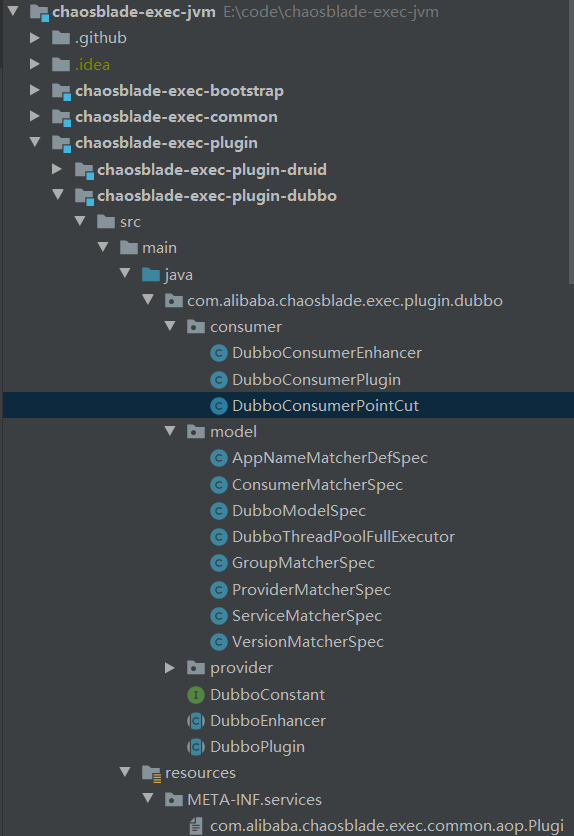 chaosblade-exec-jvm E:\code\chaosblade-exec-jvm
.github
.idea
chaosblade-exec-bootstrap
chaosblade-exec-common
chaosblade-exec-plugin
chaosblade-exec-plugin-druid
chaosblade-exec-plugin-dubbo
src
main
java
com.alibaba.chaosblade.exec.plugin.dubbo
consumer
C DubboConsumerEnhancer
C DubboConsumerPlugin
C DubboConsumerPointCut
model
C AppNameMatcherDefSpec
C ConsumerMatcherSpec
C DubboModelSpec
C DubboThreadPoolFullExecutor
C GroupMatcherSpec
C ProviderMatcherSpec
C ServiceMatcherSpec
C VersionMatcherSpec
provider
I DubboConstant
C DubboEnhancer
C DubboPlugin
resources
META-INF.services
com.alibaba.chaosblade.exec.common.aop.Plugi